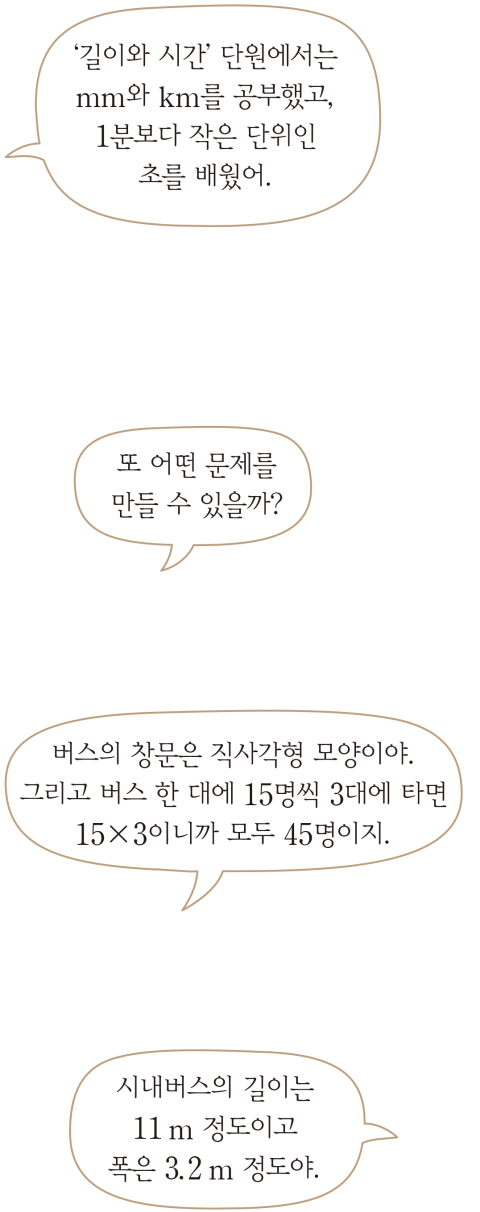 ‘길이와 시간’ 단원에서는
mm와 km를 공부했고,
1분보다 작은 단위인
초를 배웠어.
또 어떤 문제를
만들 수 있을까?
버스의 창문은 직사각형 모양이야.
그리고 버스 한 대에 15명씩 3대에 타면
15×3이니까 모두 45명이지.
시내버스의 길이는
11 m 정도이고
폭은 3.2 m 정도야.